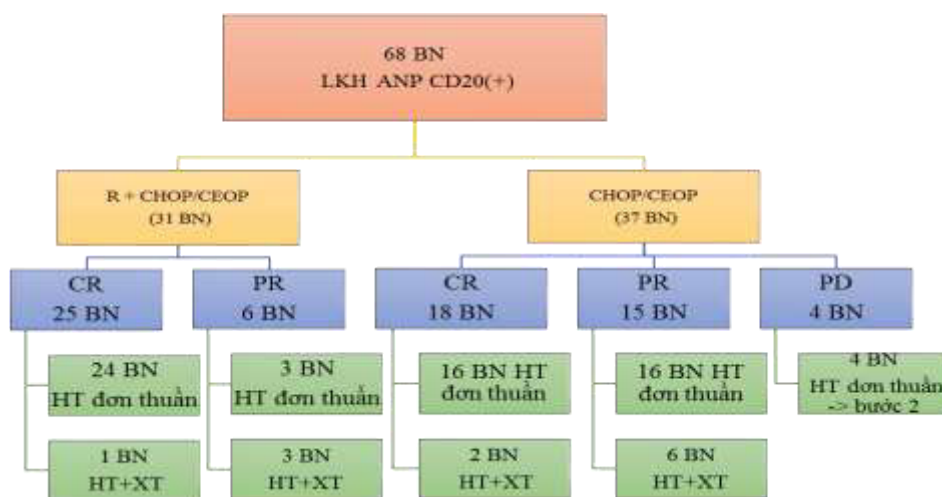 68 BN
LKH ANP CD20(+)
R + CHOP/CEOP
(31 BN)
CHOP/CEOP
(37 BN)
CR
25 BN
PR
6 BN
CR
18 BN
PR
15 BN
PD
4 BN
24 BN
HT đơn thuần
3 BN
HT đơn thuần
16 BN HT
đơn thuần
16 BN HT
đơn thuần
4 BN
HT đơn thuần
-> bước 2
1 BN
HT+XT
3 BN
HT+XT
2 BN
HT+XT
6 BN
HT+XT